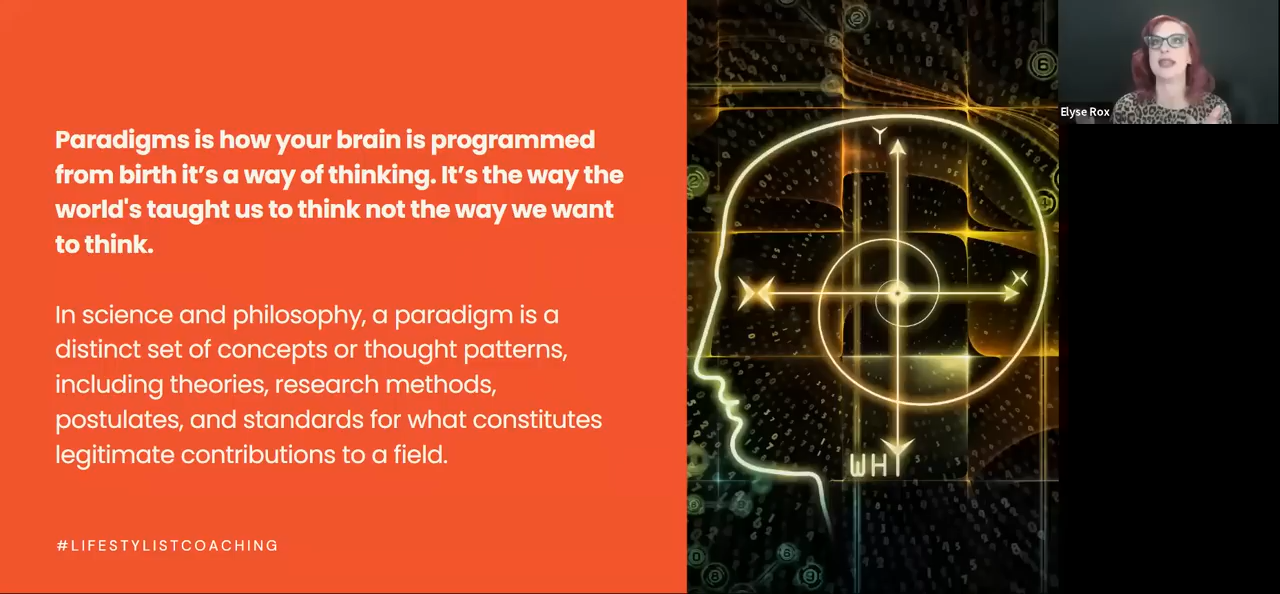 Paradigms is how your brain is programmed
from birth it’s a way of thinking. It’s the way the
world's taught us to think not the way we want
to think.
In science and philosophy, a paradigm is a
distinct set of concepts or thought patterns,
including theories, research methods,
postulates, and standards for what constitutes
legitimate contributions to a field.
#LIFESTYLISTCOACHING
Y
X
WH
Elyse Rox